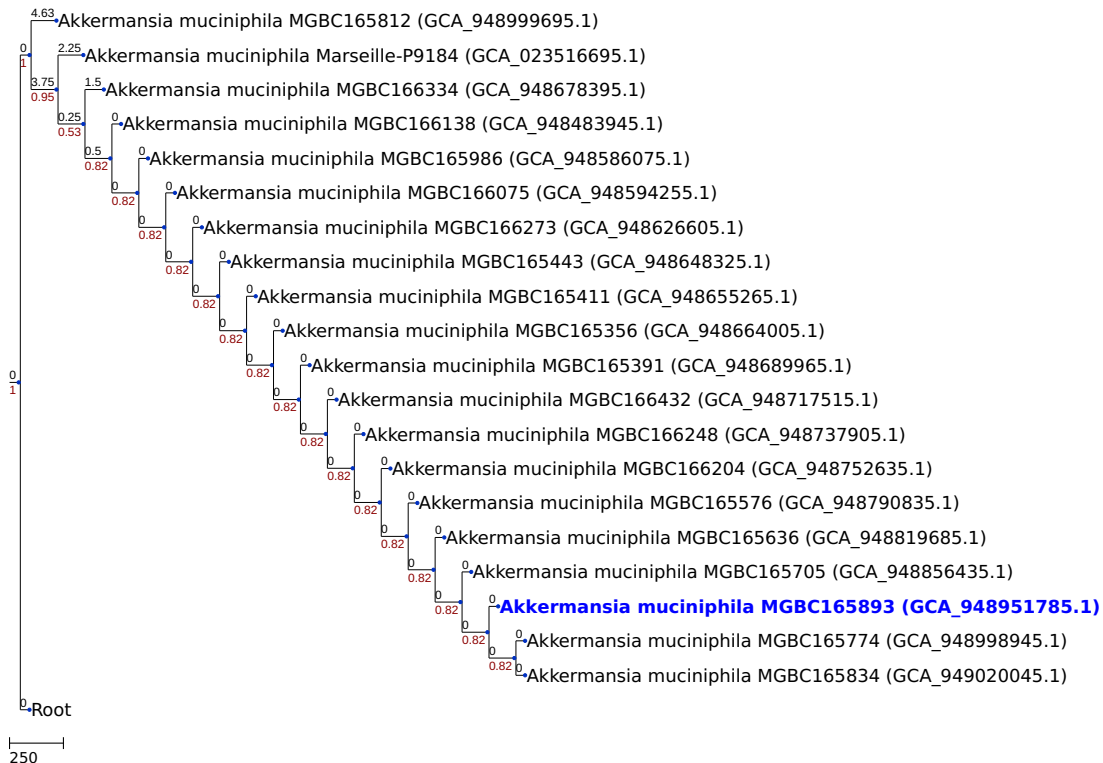 4.63 Akkermansia muciniphila MGBC165812 (GCA_948999695.1)
0
1
2.25 Akkermansia muciniphila Marseille-P9184 (GCA_023516695.1)
3.75
0.95
1.5 Akkermansia muciniphila MGBC166334 (GCA_948678395.1)
0.25
0.53
0 Akkermansia muciniphila MGBC166138 (GCA_948483945.1)
0.5
0.82
0 Akkermansia muciniphila MGBC165986 (GCA_948586075.1)
0
0.82
0 Akkermansia muciniphila MGBC166075 (GCA_948594255.1)
0
0.82
0 Akkermansia muciniphila MGBC166273 (GCA_948626605.1)
0
0.82
0 Akkermansia muciniphila MGBC165443 (GCA_948648325.1)
0
0.82
0 Akkermansia muciniphila MGBC165411 (GCA_948655265.1)
0
0.82
0 Akkermansia muciniphila MGBC165356 (GCA_948664005.1)
0
0.82
0 Akkermansia muciniphila MGBC165391 (GCA_948689965.1)
0
1
0
0.82
0 Akkermansia muciniphila MGBC166432 (GCA_948717515.1)
0
0.82
0 Akkermansia muciniphila MGBC166248 (GCA_948737905.1)
0
0.82
0 Akkermansia muciniphila MGBC166204 (GCA_948752635.1)
0
0.82
0 Akkermansia muciniphila MGBC165576 (GCA_948790835.1)
0
0.82
0 Akkermansia muciniphila MGBC165636 (GCA_948819685.1)
0
0.82
0 Akkermansia muciniphila MGBC165705 (GCA_948856435.1)
0
0.82
0 Akkermansia muciniphila MGBC165893 (GCA_948951785.1)
0
0.82
0 Akkermansia muciniphila MGBC165774 (GCA_948998945.1)
0
0.82
0 Akkermansia muciniphila MGBC165834 (GCA_949020045.1)
0 Root
250